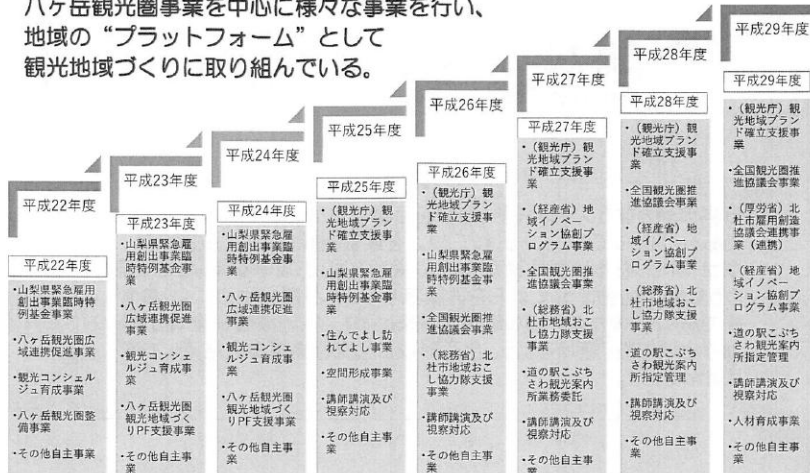 八ヶ岳観光圏事業を中心に様々な事業を行い、
地域の“プラットフォーム”として
観光地域づくりに取り組んでいる。
平成22年度
平成22年度
・山梨県緊急雇用
創出事業臨時特
例基金事業
・八ヶ岳観光圏広
域連携促進事業
・観光コンシェル
ジュ育成事業
・八ヶ岳観光圏整
備事業
・その他自主事業
平成23年度
平成23年度
・山梨県緊急雇
用創出事業臨
時特例基金事
業
・八ヶ岳観光圏
広域連携促進
事業
・観光コンシェ
ルジュ育成事
業
・八ヶ岳観光圏
観光地域づく
りPF支援事業
・その他自主事
業
平成24年度
平成24年度
・山梨県緊急雇
用創出事業臨
時特例基金事
業
・八ヶ岳観光圏
広域連携促進
事業
・観光コンシェ
ルジュ育成事
業
・八ヶ岳観光圏
観光地域づく
りPF支援事業
・その他自主事
業
平成25年度
平成25年度
・（観光庁）観
光地域ブラン
ド確立支援事
業
・山梨県緊急雇
用創出事業臨
時特例基金事
業
・住んでよし訪
れてよし事業
・空間形成事業
・講師講演及び
視察対応
・その他自主事
業
平成26年度
平成26年度
・（観光庁）観
光地域ブラン
ド確立支援事
業
・山梨県緊急雇
用創出事業臨
時特例基金事
業
・全国観光圏推
進協議会事業
・（総務省）北
杜市地域おこ
し協力隊支援
事業
・講師講演及び
視察対応
・その他自主事
業
平成27年度
平成27年度
・（観光庁）観
光地域ブラン
ド確立支援事
業
・（経産省）地
域イノベー
ション協創プ
ログラム事業
・全国観光圏推
進協議会事業
・（総務省）北
杜市地域おこ
し協力隊支援
事業
・道の駅こぶち
さわ観光案内
所業務委託
・講師講演及び
視察対応
・その他自主事
業
平成28年度
平成28年度
・（観光庁）観
光地域ブラン
ド確立支援事
業
・全国観光圏推
進協議会事業
・（経産省）地
域イノベー
ション協創プ
ログラム事業
・（総務省）北
杜市地域おこ
し協力隊支援
事業
・道の駅こぶち
さわ観光案内
所指定管理
・講師講演及び
視察対応
・その他自主事
業
平成29年度
平成29年度
・（観光庁）観
光地域ブラン
ド確立支援事
業
・全国観光圏推
進協議会事業
・（厚労省）北
杜市雇用創造
協議会連携事
業（連携）
・（経産省）地
域イノベー
ション協創プ
ログラム事業
・道の駅こぶち
さわ観光案内
所指定管理
・講師講演及び
視察対応
・人材育成事業
・その他自主事
業